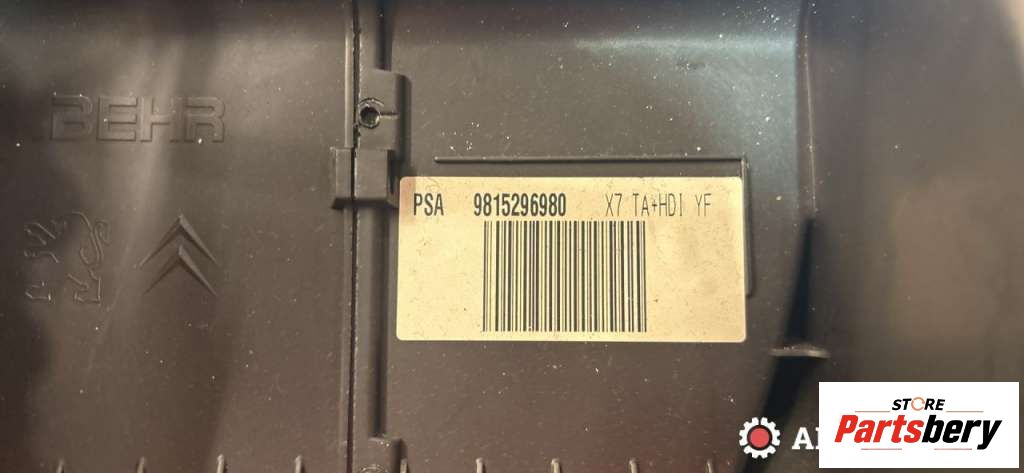 BEHR
PSA 9815296980 X7 TA+HDI YF
STORE
Partsbery